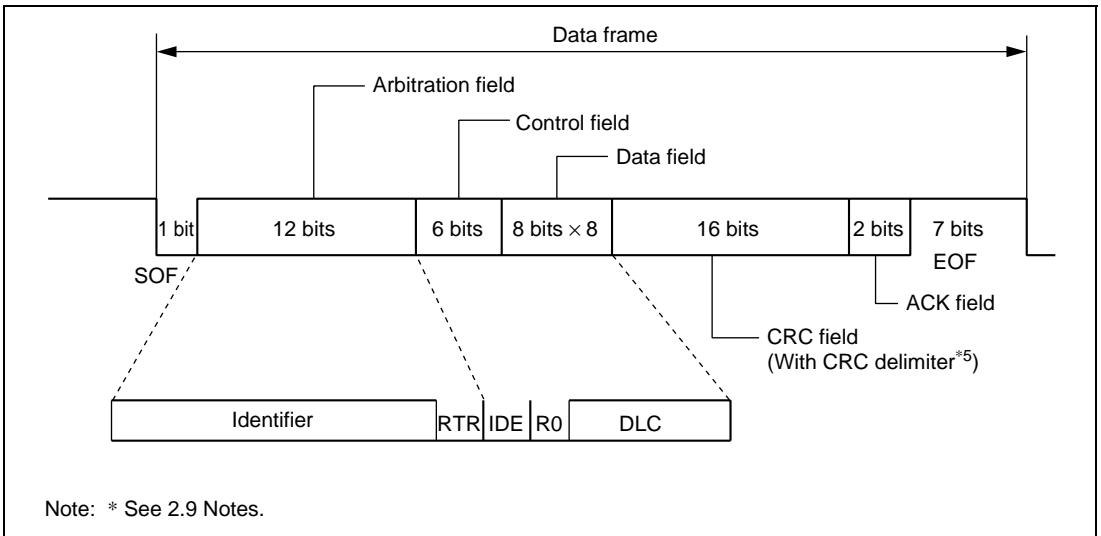 Data frame
Arbitration field
Control field
Data field
1 bit 12 bits 6 bits 8 bits × 8 16 bits 2 bits 7 bits
SOF
EOF
ACK field
CRC field
(With CRC delimiter*5)
Identifier RTR IDE R0 DLC
Note: * See 2.9 Notes.